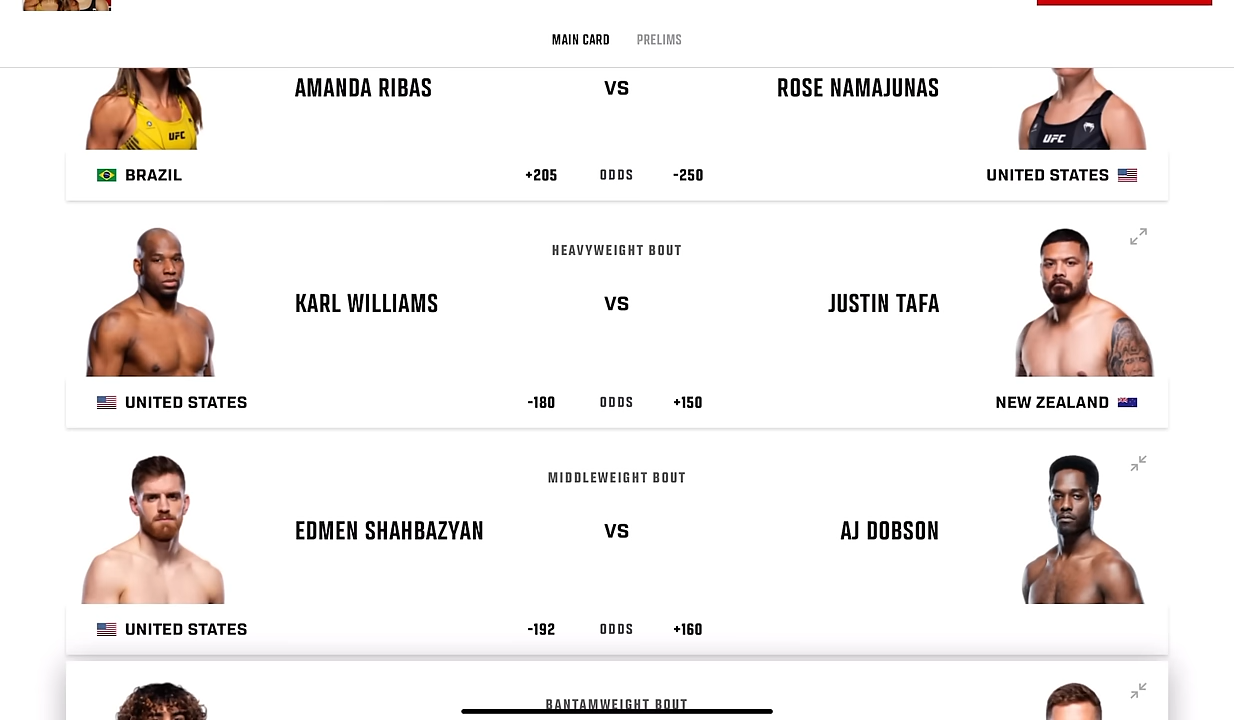 MAIN CARD PRELIMS
AMANDA RIBAS VS ROSE NAMAJUNAS
UFC UFC
BRAZIL +205 ODDS -250 UNITED STATES
HEAVYWEIGHT BOUT
KARL WILLIAMS VS JUSTIN TAFA
UNITED STATES -180 ODDS +150 NEW ZEALAND
MIDDLEWEIGHT BOUT
EDMEN SHAHBAZYAN VS AJ DOBSON
UNITED STATES -192 ODDS +160
BANTAMWEIGHT BOUT